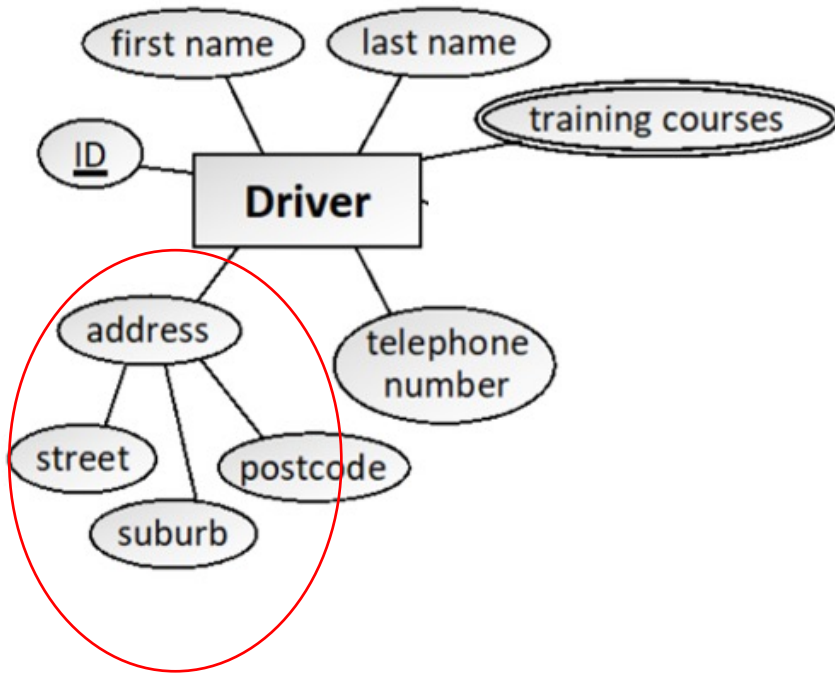 first name
last name
training courses
ID
Driver
address
telephone
number
street
postcode
suburb